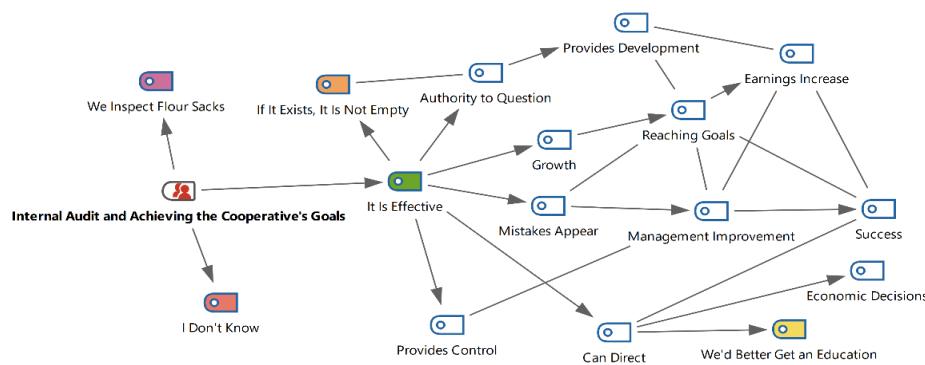 Provides Development
Earnings Increase
We Inspect Flour Sacks
If It Exists, It Is Not Empty
Authority to Question
Reaching Goals
Growth
Internal Audit and Achieving the Cooperative's Goals
It Is Effective
Mistakes Appear
Management Improvement
Success
Economic Decisions
I Don't Know
Provides Control
Can Direct
We'd Better Get an Education